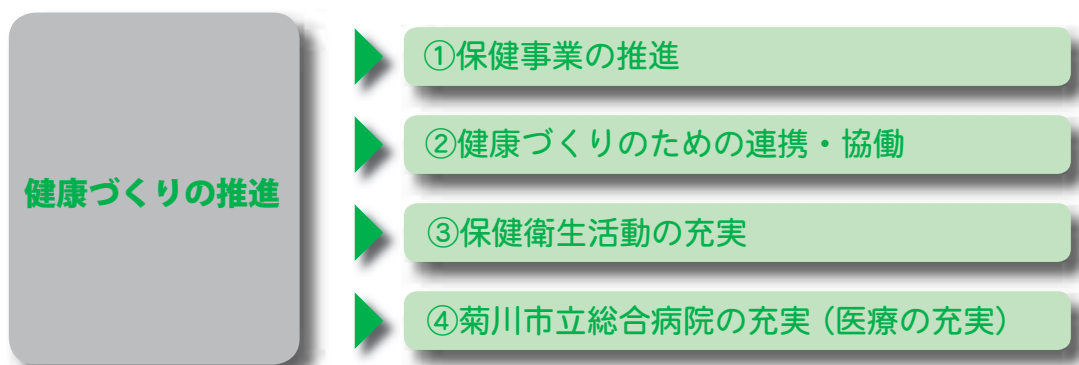 健康づくりの推進
①保健事業の推進
②健康づくりのための連携・協働
③保健衛生活動の充実
④菊川市立総合病院の充実（医療の充実）